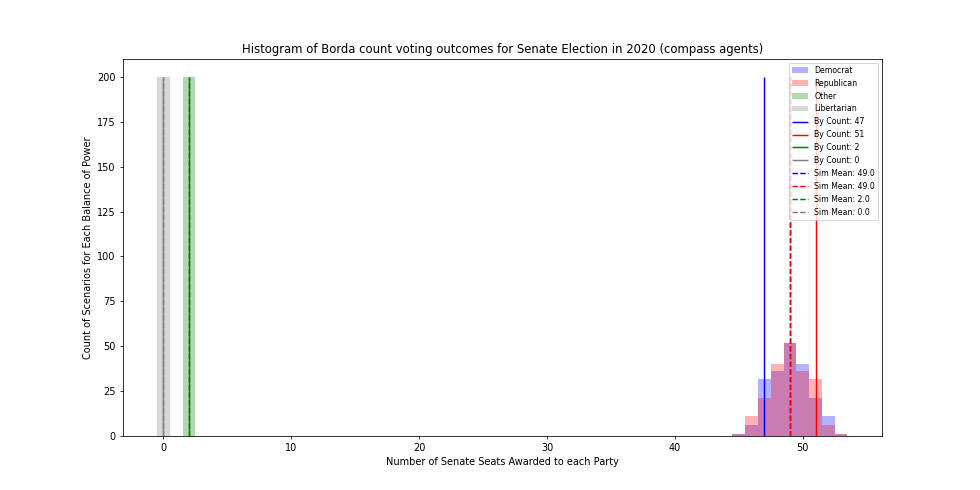 Histogram of Borda count voting outcomes for Senate Election in 2020 (compass agents)
Count of Scenarios for Each Balance of Power
200
175
150
125
100
75
50
25
0
Democrat
Republican
Other
Libertarian
By Count: 47
By Count: 51
By Count: 2
By Count: 0
Sim Mean: 49.0
Sim Mean: 49.0
Sim Mean: 2.0
Sim Mean: 0.0
0 10 20 30 40 50
Number of Senate Seats Awarded to each Party